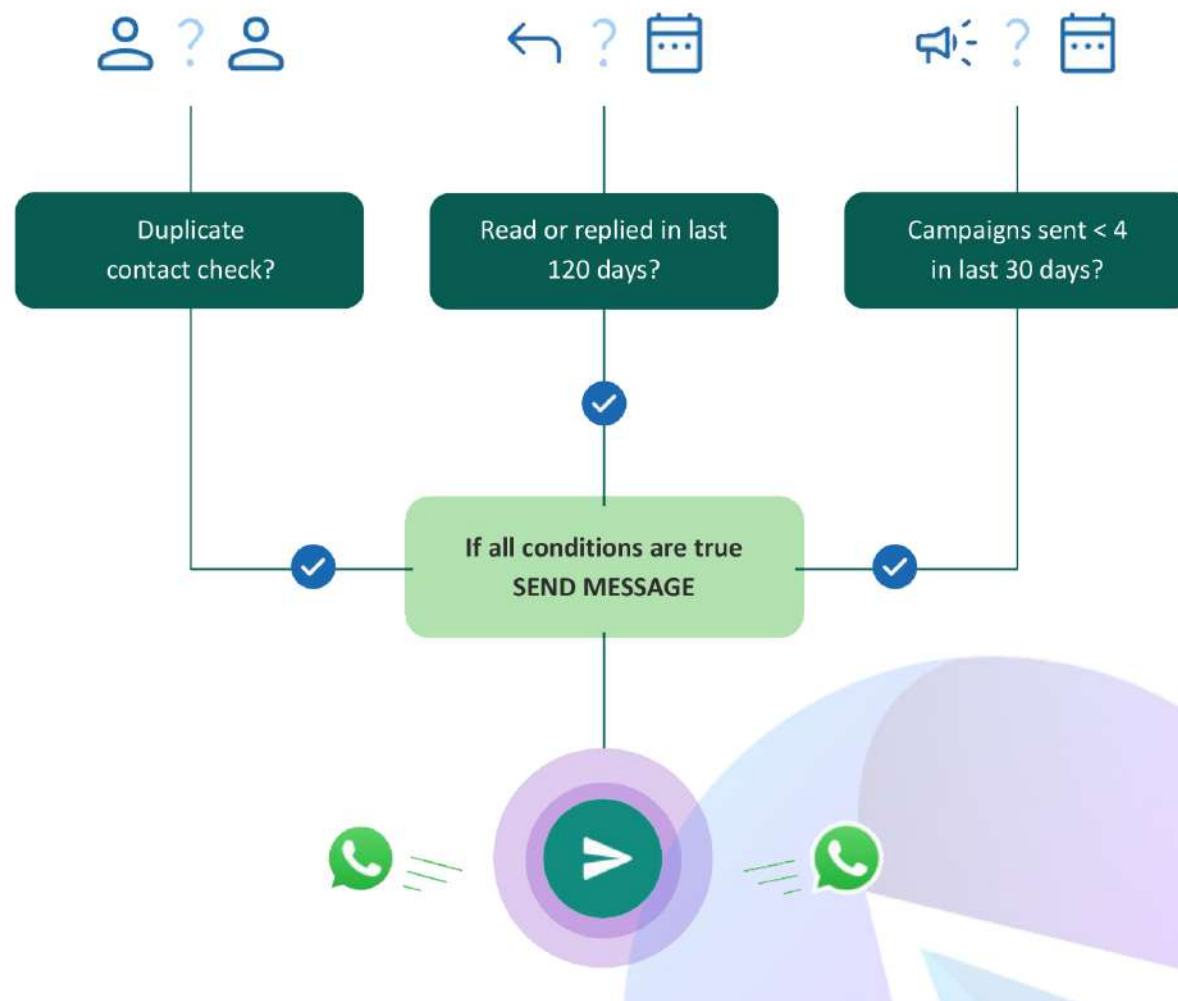 Duplicate
contact check?
Read or replied in last
120 days?
Campaigns sent < 4
in last 30 days?
If all conditions are true
SEND MESSAGE